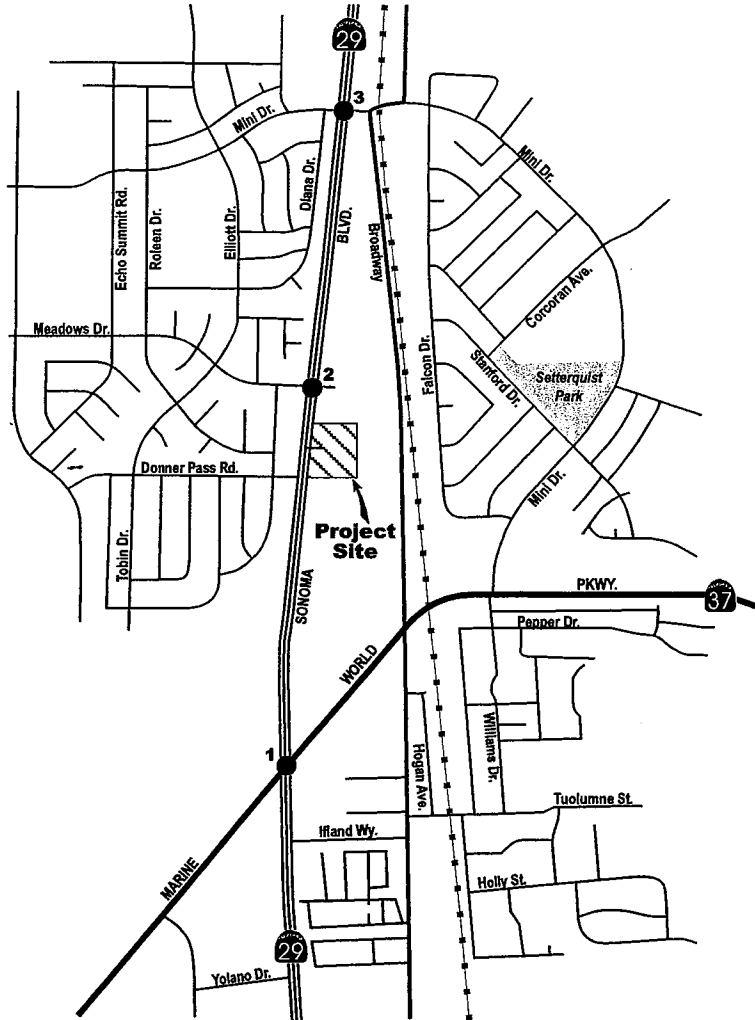 29
3
Mini Dr.
Mini Dr.
Diana Dr.
BLVD.
Broadway
Echo Summit Rd.
Roleen Dr.
Elliott Dr.
Corcoran Ave.
Meadows Dr.
Falcon Dr.
Stanford Dr.
Setterquist
Park
2
Donner Pass Rd.
Mini Dr.
Project
Site
Tobin Dr.
SONOMA
PKWY.
37
Pepper Dr.
WORLD
1
Hogan Ave.
Williams Dr.
Tuolumne St.
Ifland Wy.
MARINE
Holly St.
29
Yolano Dr.